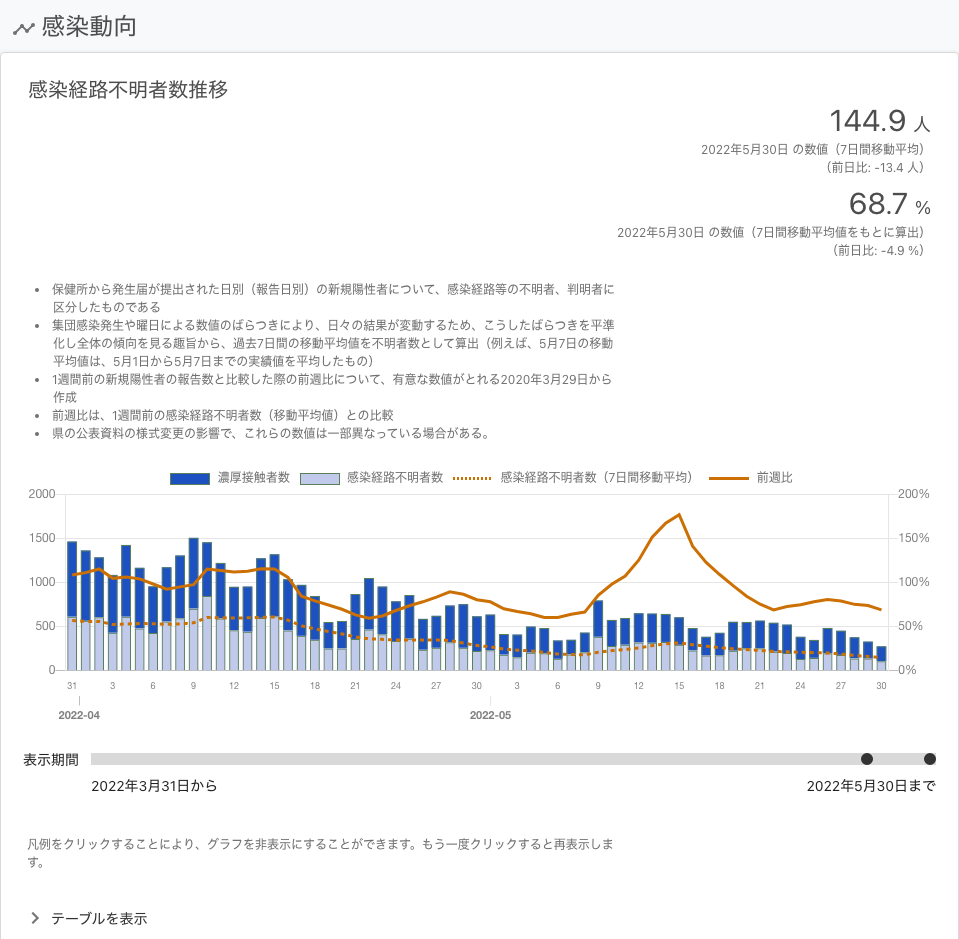 感染動向
感染経路不明者数推移
144.9 人
2022年5月30日 の数値（7日間移動平均）
（前日比: -13.4 人）
68.7 %
2022年5月30日 の数値（7日間移動平均値をもとに算出）
（前日比: -4.9 %）
• 保健所から発生届が提出された日別（報告日別）の新規陽性者について、感染経路等の不明者、判明者に
区分したものである
• 集団感染発生や曜日による数値のばらつきにより、日々の結果が変動するため、こうしたばらつきを平準
化し全体の傾向を見る趣旨から、過去7日間の移動平均値を不明者数として算出（例えば、5月7日の移動
平均値は、5月1日から5月7日までの実績値を平均したもの）
• 1週間前の新規陽性者の報告数と比較した際の前週比について、有意な数値がとれる2020年3月29日から
作成
• 前週比は、1週間前の感染経路不明者数（移動平均値）との比較
• 県の公表資料の様式変更の影響で、これらの数値は一部異なっている場合がある。
濃厚接触者数 感染経路不明者数 感染経路不明者数（7日間移動平均） 前週比
2000 200%
1500 150%
1000 100%
500 50%
0 0%
31 3 6 9 12 15 18 21 24 27 30 3 6 9 12 15 18 21 24 27 30
2022-04 2022-05
表示期間
2022年3月31日から 2022年5月30日まで
凡例をクリックすることにより、グラフを非表示にすることができます。もう一度クリックすると再表示しま
す。
テーブルを表示